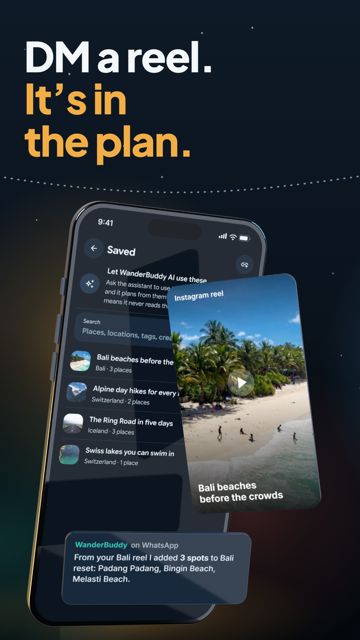 DM a reel.
It's in
the plan.
9:41
Saved
Let WanderBuddy AI use these
Ask the assistant to use
and it plans from them
means it never reads
Search
Places, locations, tags,
Bali beaches before the
Bali · 3 places
Alpine day hikes for every
Switzerland · 2 places
The Ring Road in five days
Iceland · 3 places
Swiss lakes you can swim in
Switzerland · 1 place
Instagram reel
Bali beaches
before the crowds
WanderBuddy on WhatsApp
From your Bali reel I added 3 spots to Bali
reset: Padang Padang, Bingin Beach,
Melasti Beach.